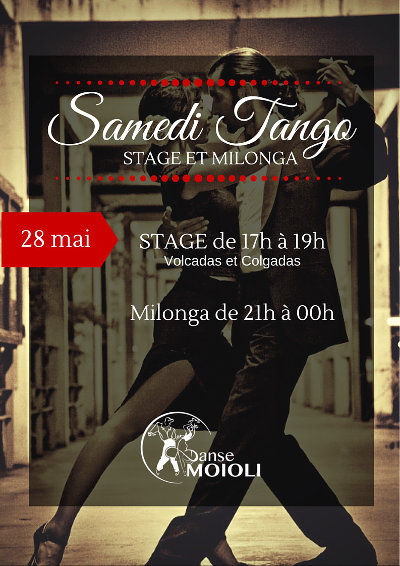 Samedi Tango
STAGE ET MILONGA
28 mai
STAGE de 17h à 19h
Volcadas et Colgadas
Milonga de 21h à 00h
Danse
MOIOLI